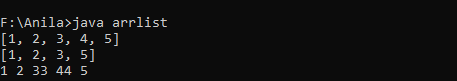 F:\Anila>java arrlist
[1, 2, 3, 4, 5]
[1, 2, 3, 5]
1 2 33 44 5